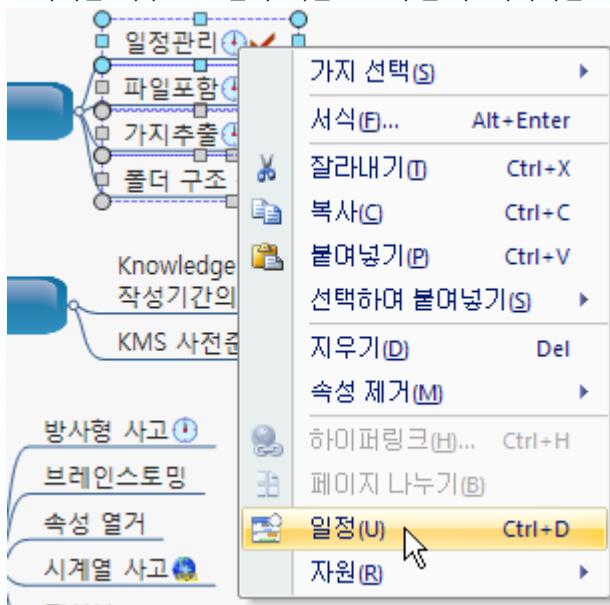 일정관리
파일포함
가지추출
폴더 구조
Knowledge
작성기간의
KMS 사전준
방사형 사고
브레인스토밍
속성 열거
시계열 사고
가지 선택(S)
서식(F)... Alt+Enter
잘라내기(T) Ctrl+X
복사(C) Ctrl+C
붙여넣기(P) Ctrl+V
선택하여 붙여넣기(S)
지우기(D) Del
속성 제거(M)
하이퍼링크(H)... Ctrl+H
페이지 나누기(B)
일정(U) Ctrl+D
자원(R)